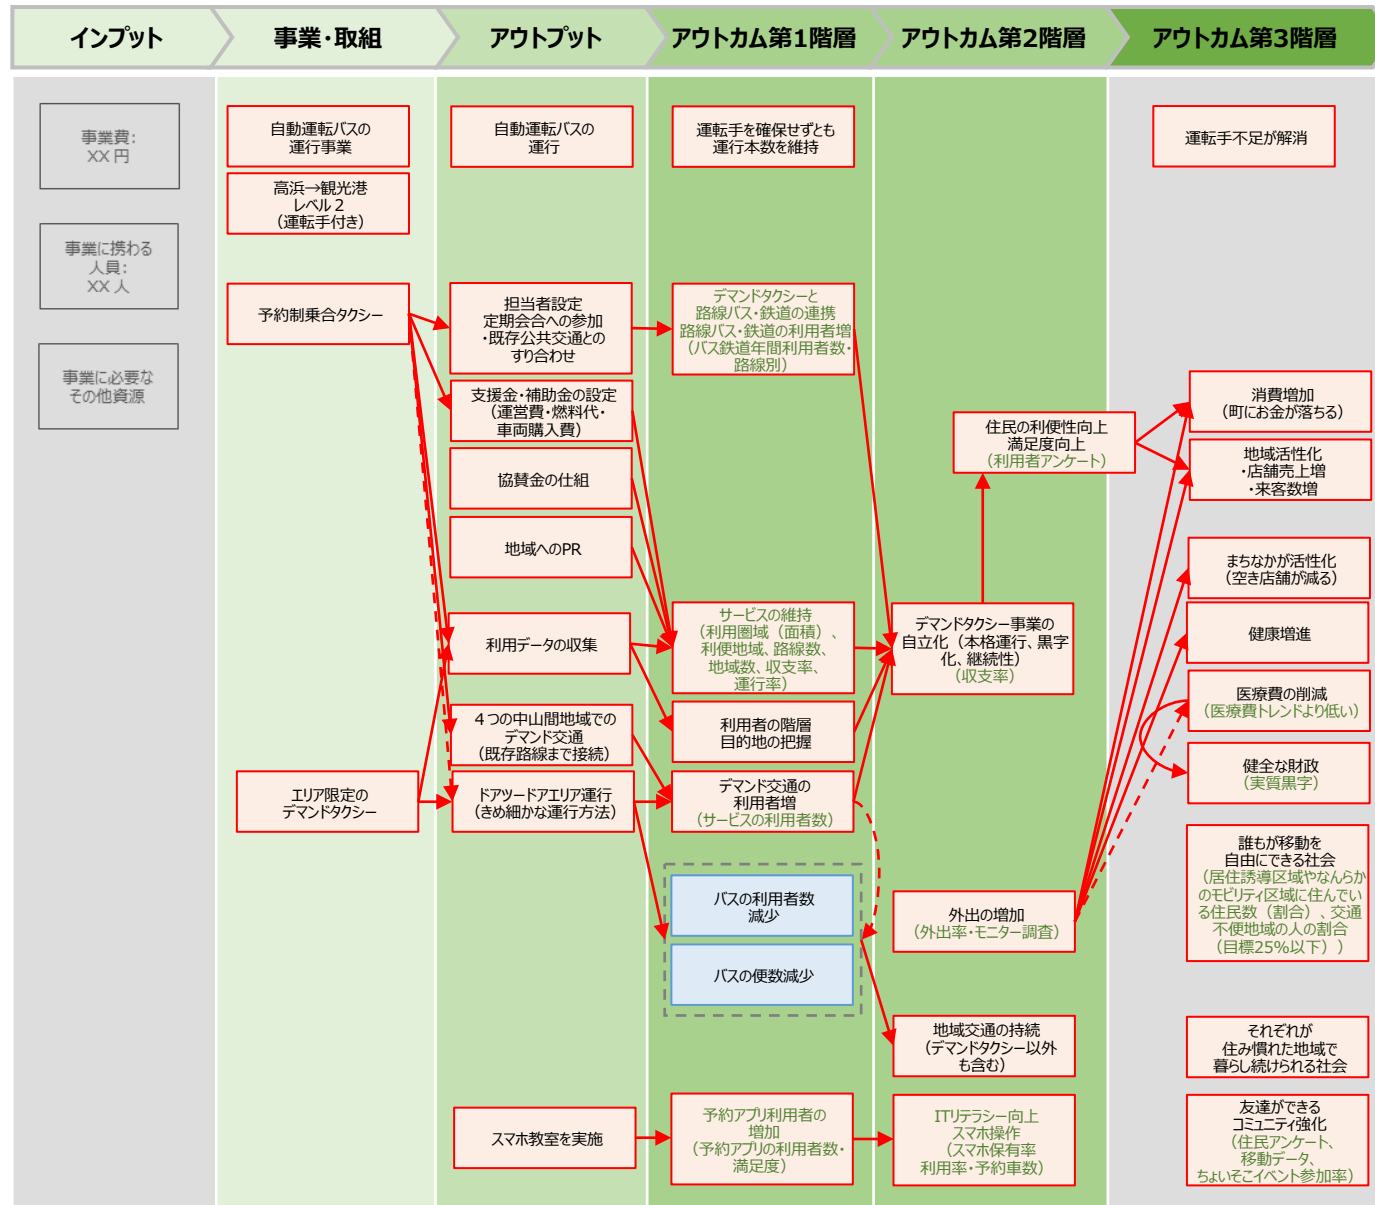 インプット
事業・取組
アウトプット
アウトカム第1階層
アウトカム第2階層
アウトカム第3階層
事業費：
XX 円
事業に携わる
人員：
XX 人
事業に必要な
その他資源
自動運転バスの
運行事業
高浜→観光港
レベル２
（運転手付き）
予約制乗合タクシー
エリア限定の
デマンドタクシー
自動運転バスの
運行
担当者設定
定期会合への参加
・既存公共交通との
すり合わせ
支援金・補助金の設定
（運営費・燃料代・
車両購入費）
協賛金の仕組
地域へのPR
利用データの収集
４つの中山間地域での
デマンド交通
（既存路線まで接続）
ドアツードアエリア運行
（きめ細かな運行方法）
スマホ教室を実施
運転手を確保せずとも
運行本数を維持
デマンドタクシーと
路線バス・鉄道の連携
路線バス・鉄道の利用者増
（バス鉄道年間利用者数・
路線別）
サービスの維持
（利用圏域（面積）、
利便地域、路線数、
地域数、収支率、
運行率）
利用者の階層
目的地の把握
デマンド交通の
利用者増
（サービスの利用者数）
バスの利用者数
減少
バスの便数減少
予約アプリ利用者の
増加
（予約アプリの利用者数・
満足度）
住民の利便性向上
満足度向上
（利用者アンケート）
デマンドタクシー事業の
自立化（本格運行、黒字
化、継続性）
（収支率）
外出の増加
（外出率・モニター調査）
地域交通の持続
（デマンドタクシー以外
も含む）
ITリテラシー向上
スマホ操作
（スマホ保有率
利用率・予約車数）
運転手不足が解消
消費増加
（町にお金が落ちる）
地域活性化
・店舗売上増
・来客数増
まちなかが活性化
（空き店舗が減る）
健康増進
医療費の削減
（医療費トレンドより低い）
健全な財政
（実質黒字）
誰もが移動を
自由にできる社会
（居住誘導区域やなんらか
のモビリティ区域に住んでい
る住民数（割合）、交通
不便地域の人の割合
（目標25%以下））
それぞれが
住み慣れた地域で
暮らし続けられる社会
友達ができる
コミュニティ強化
（住民アンケート、
移動データ、
ちょいそこイベント参加率）